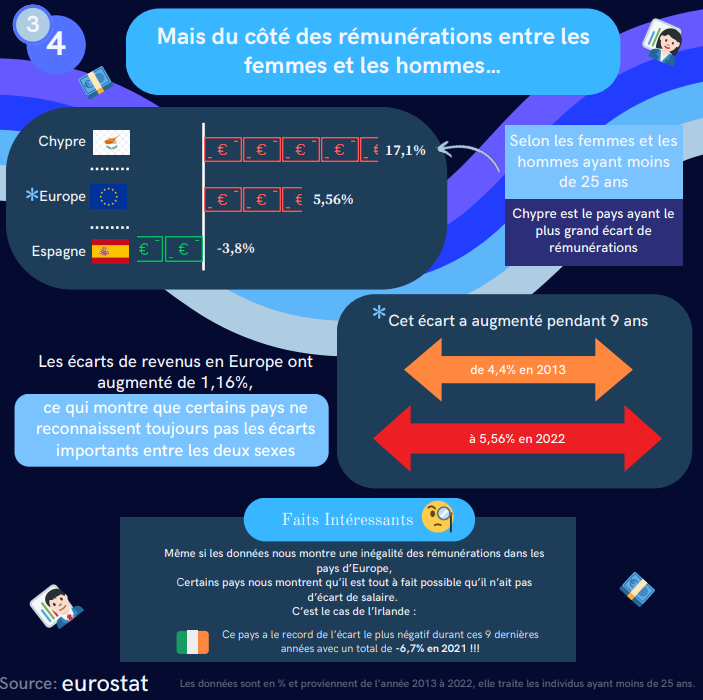 3
4
Mais du côté des rémunérations entre les
femmes et les hommes...
Chypre
17,1%
*Europe
5,56%
Espagne
-3,8%
Selon les femmes et les
hommes ayant moins
de 25 ans
Chypre est le pays ayant le
plus grand écart de
rémunérations
*Cet écart a augmenté pendant 9 ans
de 4,4% en 2013
à 5,56% en 2022
Les écarts de revenus en Europe ont
augmenté de 1,16%,
ce qui montre que certains pays ne
reconnaissent toujours pas les écarts
importants entre les deux sexes
Faits Intéressants
Même si les données nous montre une inégalité des rémunérations dans les
pays d'Europe,
Certains pays nous montrent qu'il est tout à fait possible qu'il n'ait pas
d'écart de salaire.
C'est le cas de l'Irlande :
Ce pays a le record de l'écart le plus négatif durant ces 9 dernières
années avec un total de -6,7% en 2021 !!!
Source: eurostat
Les données sont en % et proviennent de l'année 2013 à 2022, elle traite les individus ayant moins de 25 ans.